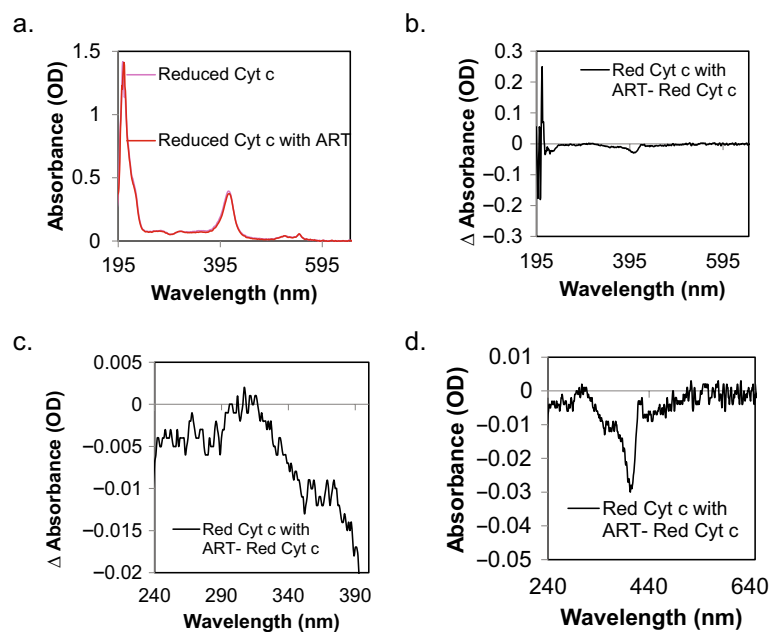 a.
1.5
1
0.5
0
Absorbance (OD)
Reduced Cyt c
Reduced Cyt c with ART
195
395
595
Wavelength (nm)
b.
0.3
0.2
0.1
0
−0.1
−0.2
−0.3
Δ Absorbance (OD)
Red Cyt c with
ART- Red Cyt c
195
395
595
Wavelength (nm)
c.
0.005
0
−0.005
−0.01
−0.015
−0.02
Δ Absorbance (OD)
Red Cyt c with
ART- Red Cyt c
240
290
340
390
Wavelength (nm)
d.
0.01
0
−0.01
−0.02
−0.03
−0.04
−0.05
Absorbance (OD)
Red Cyt c with
ART- Red Cyt c
240
440
640
Wavelength (nm)